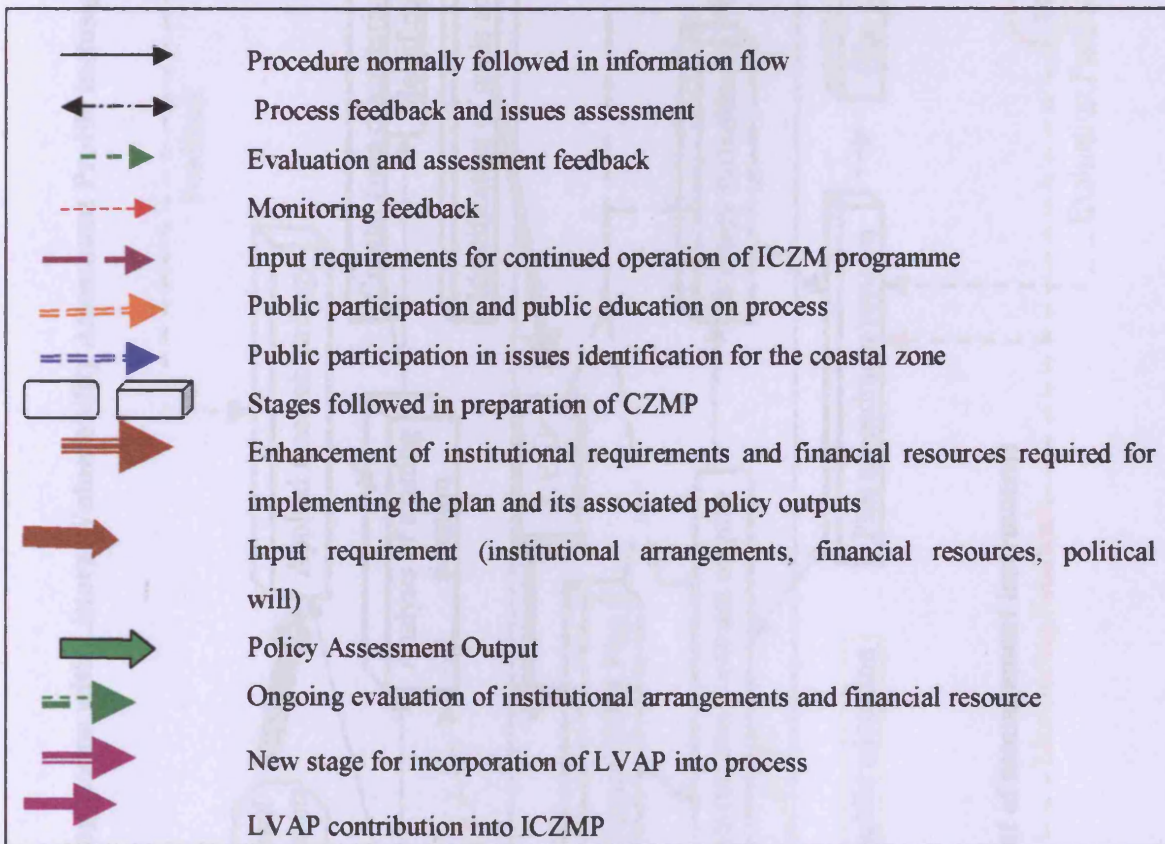 Procedure normally followed in information flow
Process feedback and issues assessment
Evaluation and assessment feedback
Monitoring feedback
Input requirements for continued operation of ICZM programme
Public participation and public education on process
Public participation in issues identification for the coastal zone
Stages followed in preparation of CZMP
Enhancement of institutional requirements and financial resources required for
implementing the plan and its associated policy outputs
Input requirement (institutional arrangements, financial resources, political
will)
Policy Assessment Output
Ongoing evaluation of institutional arrangements and financial resource
New stage for incorporation of LVAP into process
LVAP contribution into ICZMP